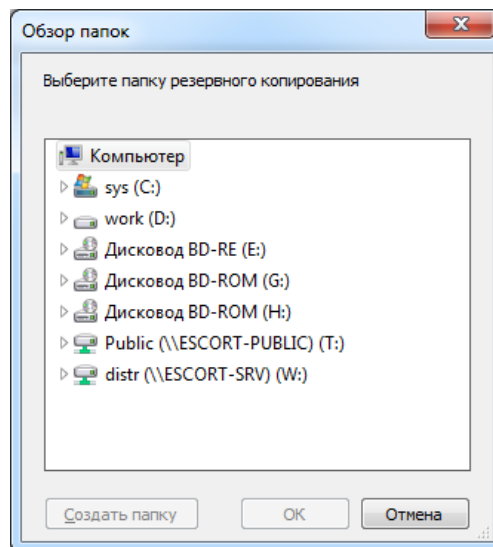 Обзор папок
Выберите папку резервного копирования
Компьютер
sys (C:)
work (D:)
Дисковод BD-RE (E:)
Дисковод BD-ROM (G:)
Дисковод BD-ROM (H:)
Public (\\ESCORT-PUBLIC) (T:)
distr (\\ESCORT-SRV) (W:)
Создать папку
ОК
Отмена